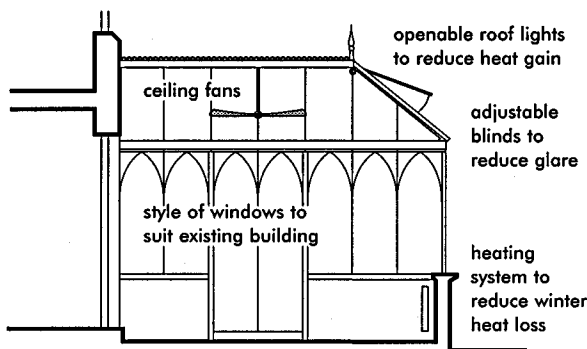 openable roof lights
to reduce heat gain
ceiling fans
adjustable
blinds to
reduce glare
style of windows to
suit existing building
heating
system to
reduce winter
heat loss